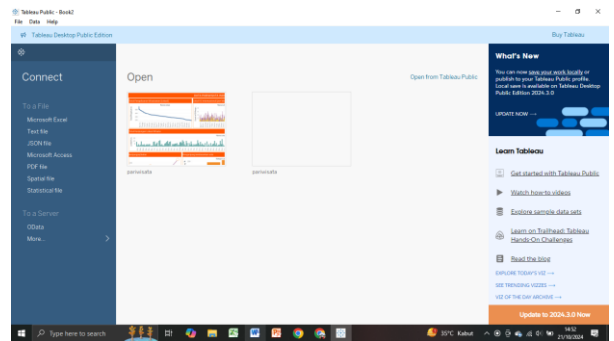 Tableau Public - Book2
File Data Help
Tableau Desktop Public Edition
Buy Tableau
Connect
To a File
Microsoft Excel
Text file
JSON file
Microsoft Access
PDF file
Spatial file
Statistical file
To a Server
OData
More...
Open
Open from Tableau Public
What's New
You can now save your work locally or
publish to your Tableau Public profile.
Local save is available on Tableau Desktop
Public Edition 2024.3.0
UPDATE NOW →
Learn Tableau
Get started with Tableau Public
Watch how-to videos
Explore sample data sets
Learn on Trailhead: Tableau
Hands-On Challenges
Read the blog
EXPLORE TODAY'S VIZ →
SEE TRENDING VIZZES →
VIZ OF THE DAY ARCHIVE →
Update to 2024.3.0 Now
Type here to search
35°C Kabut
14:52
21/10/2024